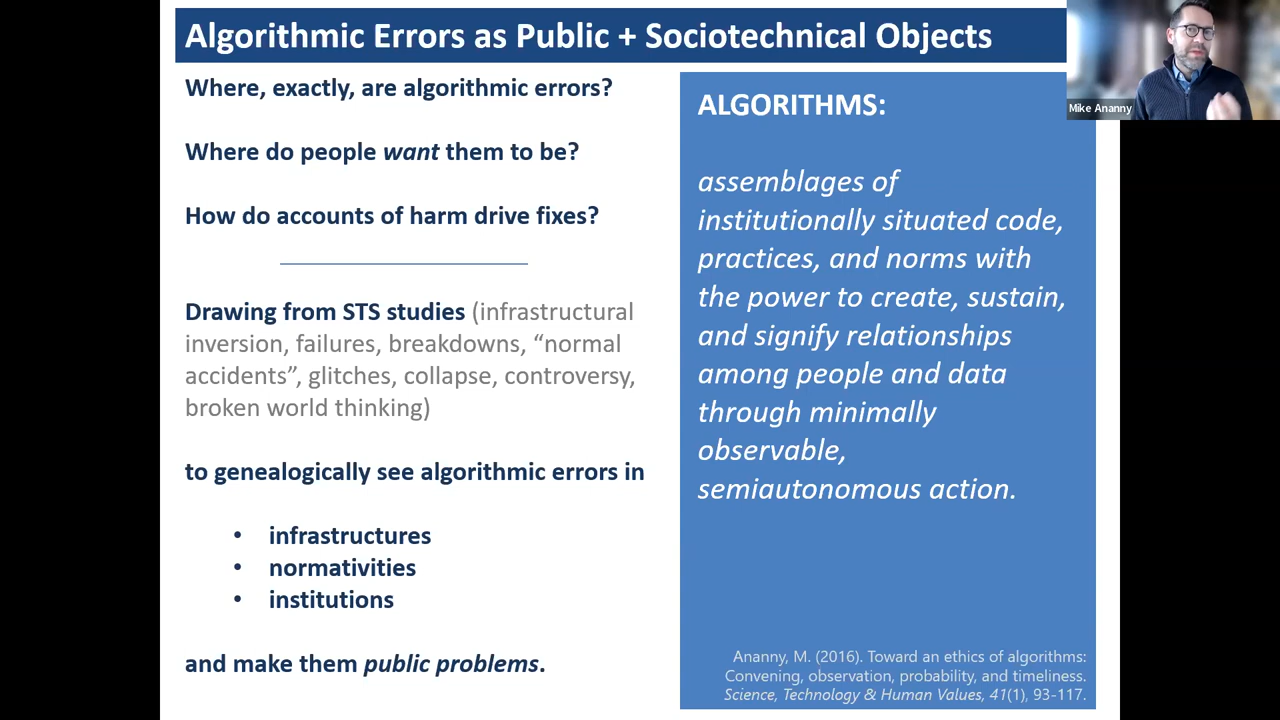 Algorithmic Errors as Public + Sociotechnical Objects
Mike Ananny
Where, exactly, are algorithmic errors?
Where do people want them to be?
How do accounts of harm drive fixes?
Drawing from STS studies (infrastructural
inversion, failures, breakdowns, “normal
accidents”, glitches, collapse, controversy,
broken world thinking)
to genealogically see algorithmic errors in
• infrastructures
• normativities
• institutions
and make them public problems.
ALGORITHMS:
assemblages of
institutionally situated code,
practices, and norms with
the power to create, sustain,
and signify relationships
among people and data
through minimally
observable,
semiautonomous action.
Ananny, M. (2016). Toward an ethics of algorithms:
Convening, observation, probability, and timeliness.
Science, Technology & Human Values, 41(1), 93-117.